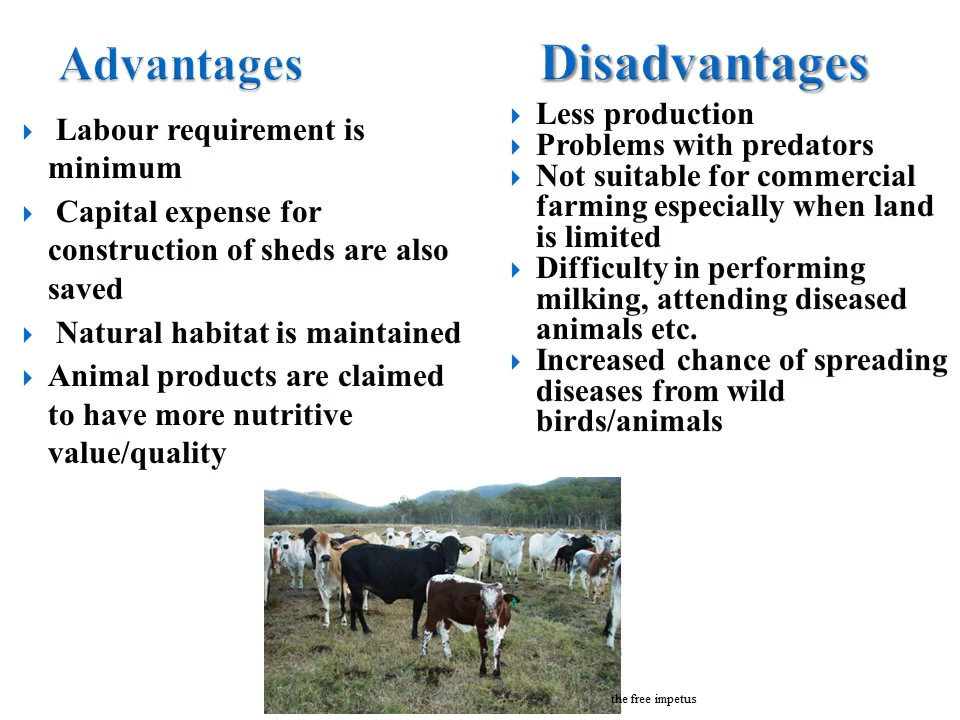 Advantages
Labour requirement is
minimum
Capital expense for
construction of sheds are also
saved
Natural habitat is maintained
Animal products are claimed
to have more nutritive
value/quality
Disadvantages
Less production
Problems with predators
Not suitable for commercial
farming especially when land
is limited
Difficulty in performing
milking, attending diseased
animals etc.
Increased chance of spreading
diseases from wild
birds/animals
the free impetus